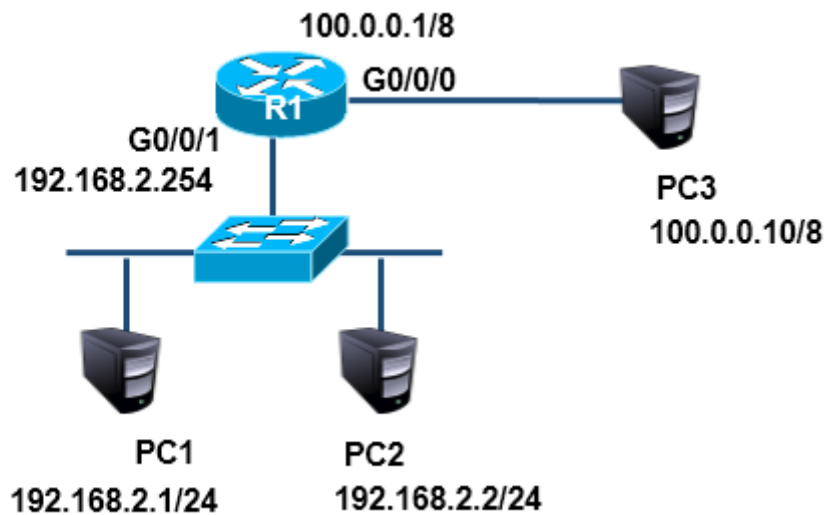 100.0.0.1/8
G0/0/0
R1
G0/0/1
192.168.2.254
PC3
100.0.0.10/8
PC1
192.168.2.1/24
PC2
192.168.2.2/24